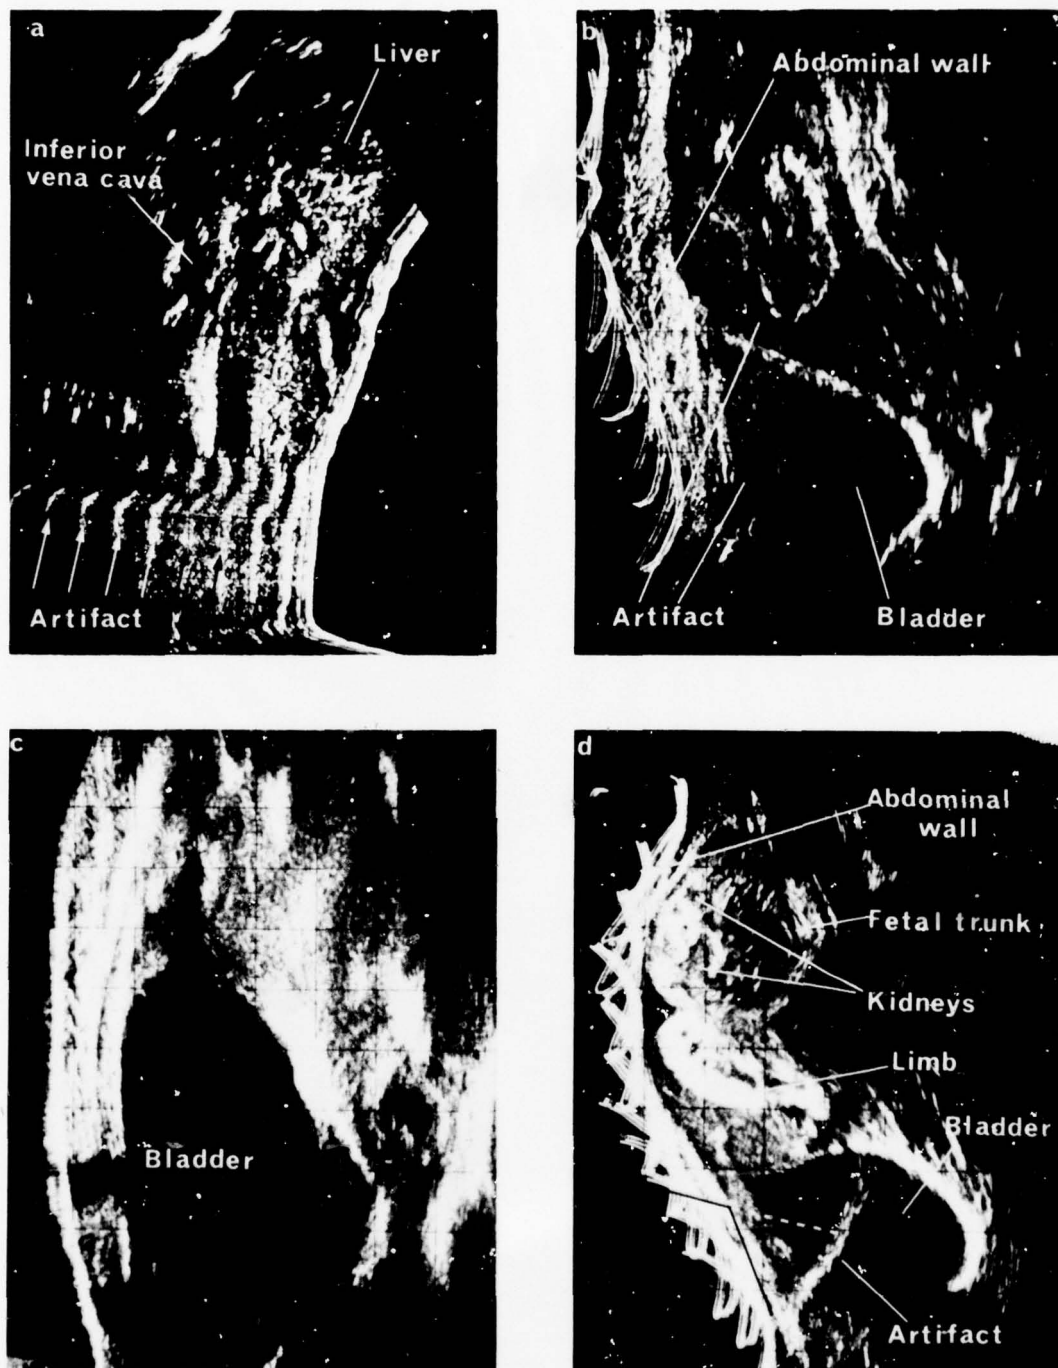 a
Liver
Inferior
vena cava
Artifact
b
Abdominal wall
Artifact
Bladder
c
Bladder
d
Abdominal
wall
Fetal trunk
Kidneys
Limb
Bladder
Artifact